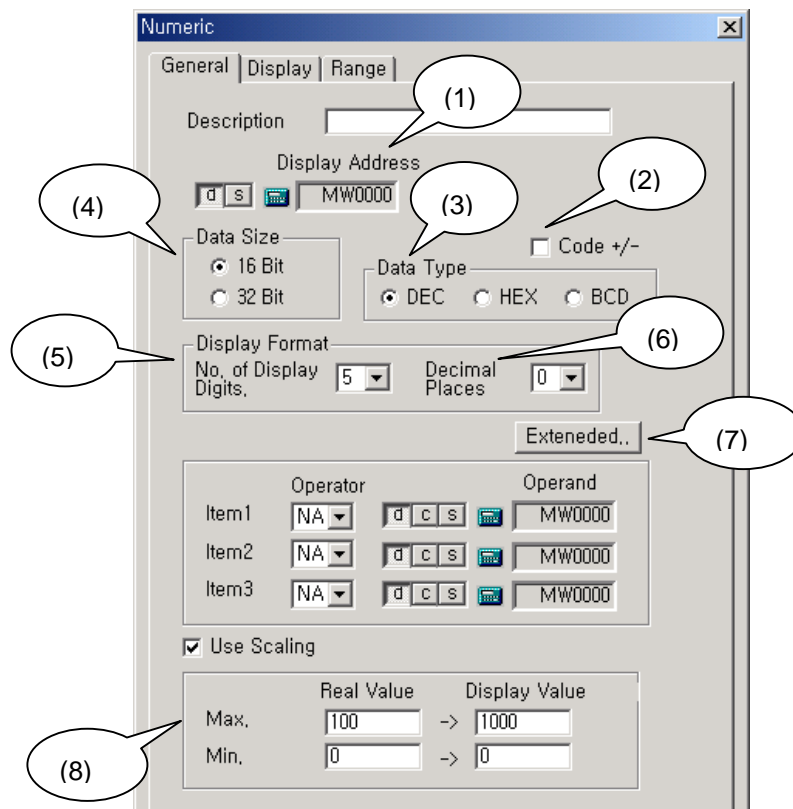 Numeric
General Display Range
(1)
Description
Display Address
(2)
(4)
d s MW0000
(3)
Data Size
Code +/-
16 Bit
Data Type
32 Bit
DEC HEX BCD
(6)
Display Format
(5)
No. of Display Digits.
5
Decimal Places
0
Exteneded..
(7)
Operator Operand
Item1 NA d c s MW0000
Item2 NA d c s MW0000
Item3 NA d c s MW0000
Use Scaling
Real Value Display Value
Max. 100 -> 1000
Min. 0 -> 0
(8)